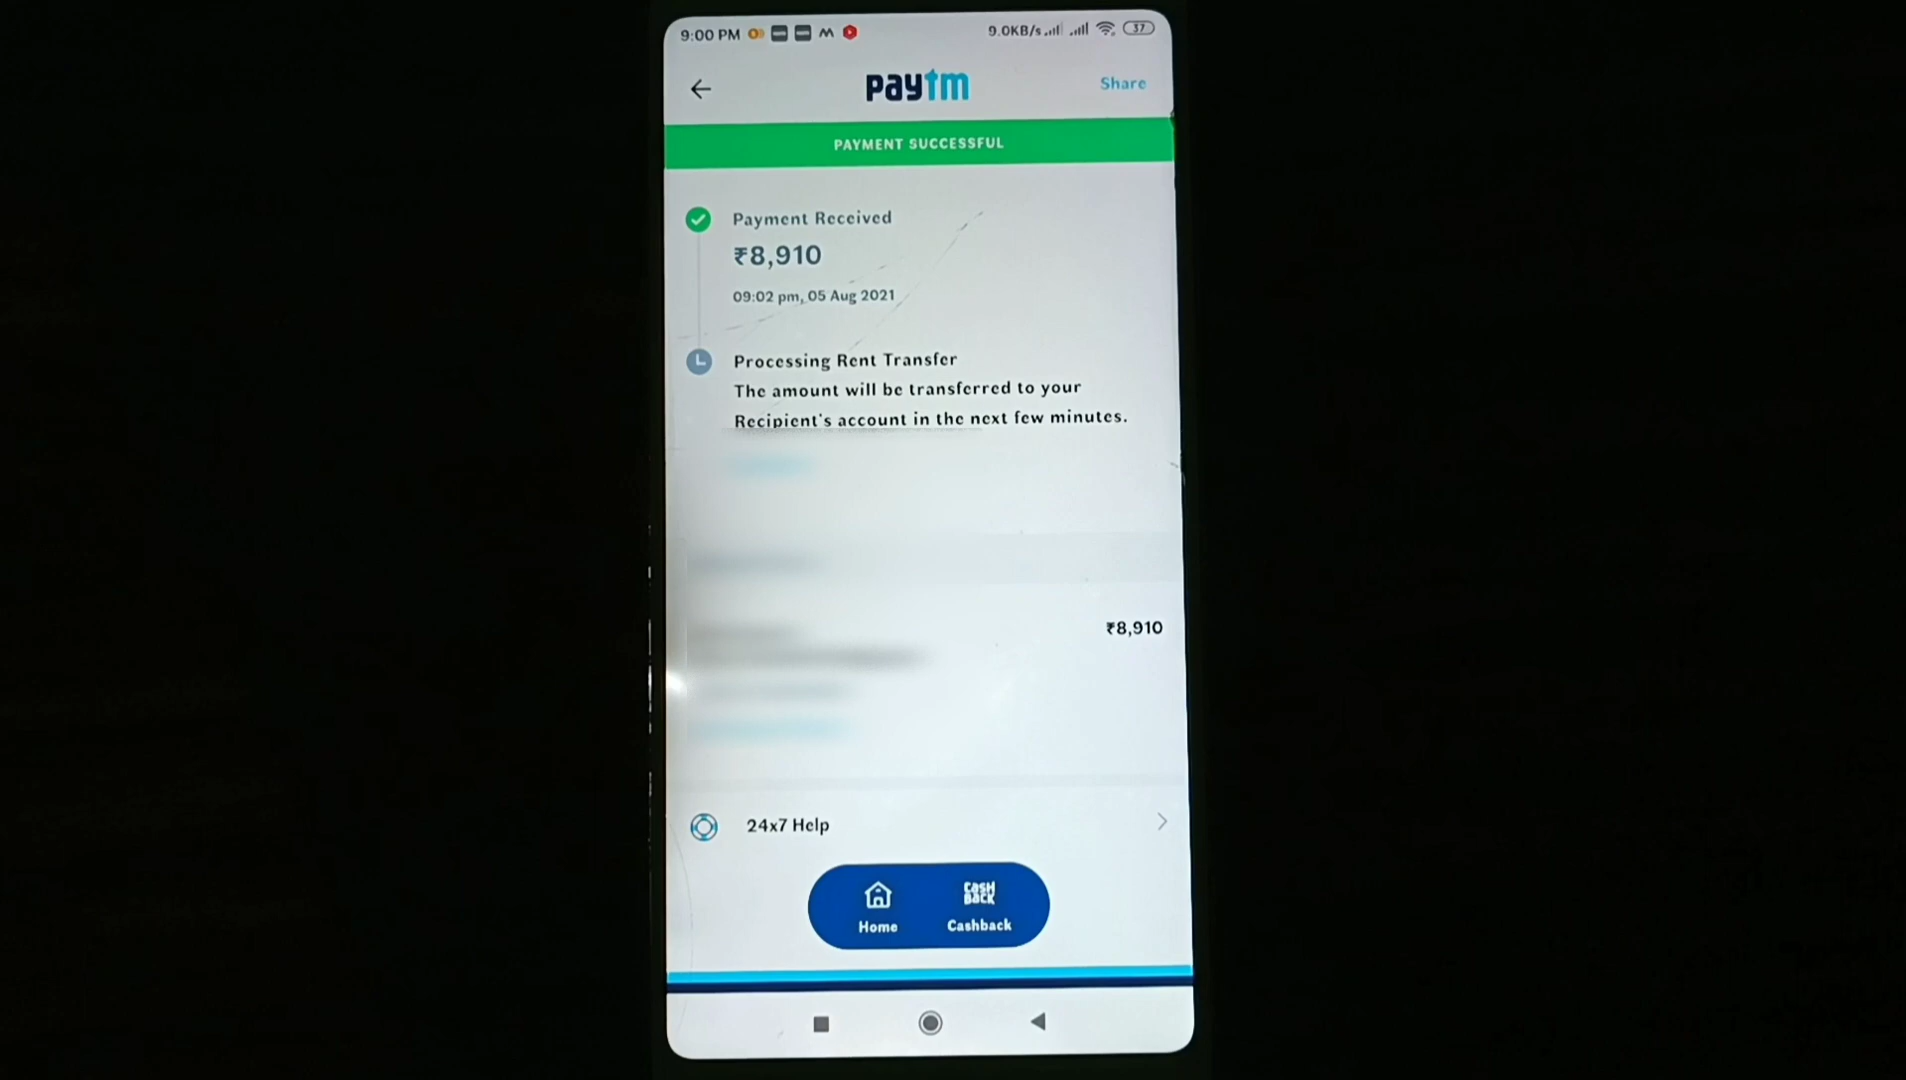 9:00 PM
9.0KB/s
37
paytm
Share
PAYMENT SUCCESSFUL
Payment Received
₹8,910
09:02 pm, 05 Aug 2021
Processing Rent Transfer
The amount will be transferred to your
Recipient's account in the next few minutes.
₹8,910
24x7 Help
CASH
BACK
Home
Cashback